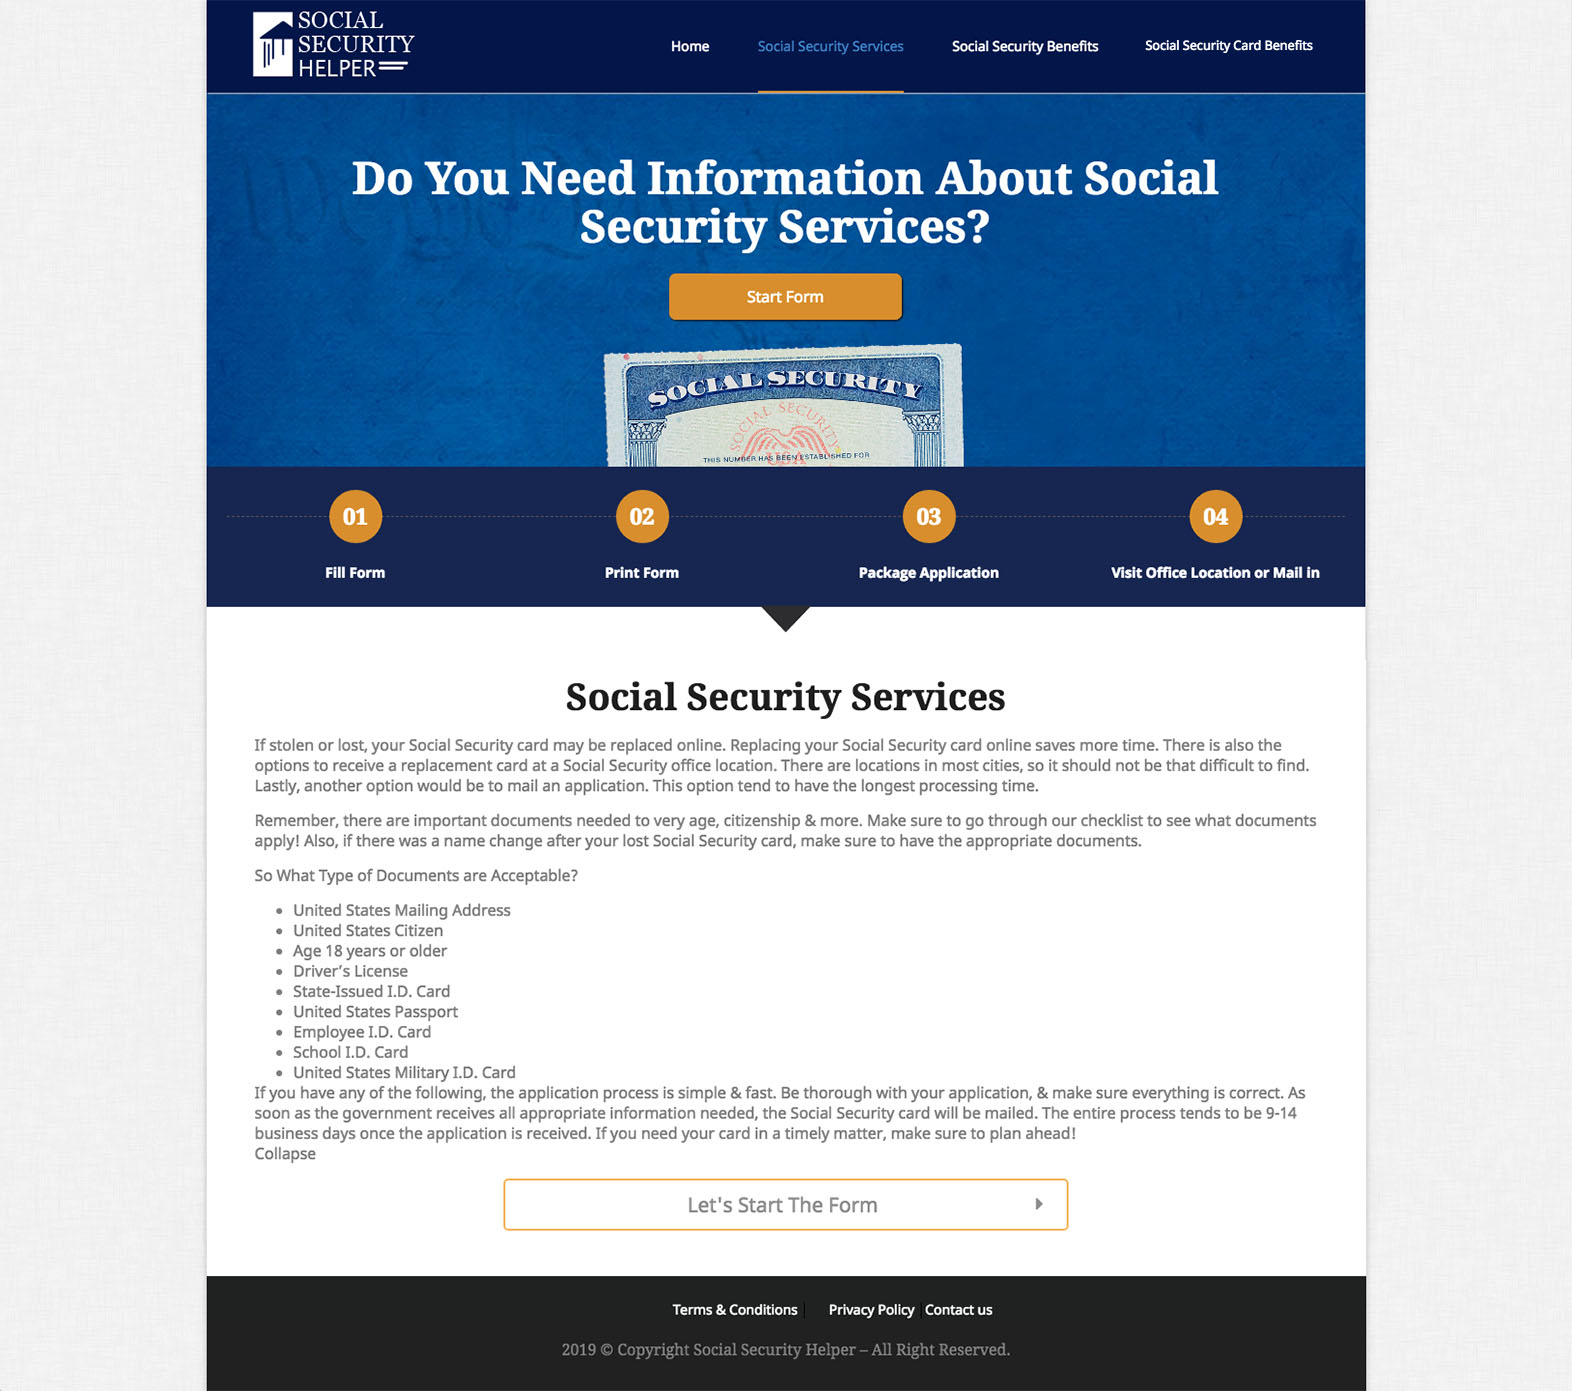 SOCIAL
SECURITY
HELPER
Home
Social Security Services
Social Security Benefits
Social Security Card Benefits
Do You Need Information About Social
Security Services?
Start Form
SOCIAL SECURITY
SOCIAL SECURITY
USA
THIS NUMBER HAS BEEN ESTABLISHED FOR
01
02
03
04
Fill Form
Print Form
Package Application
Visit Office Location or Mail in
Social Security Services
If stolen or lost, your Social Security card may be replaced online. Replacing your Social Security card online saves more time. There is also the
options to receive a replacement card at a Social Security office location. There are locations in most cities, so it should not be that difficult to find.
Lastly, another option would be to mail an application. This option tend to have the longest processing time.
Remember, there are important documents needed to very age, citizenship & more. Make sure to go through our checklist to see what documents
apply! Also, if there was a name change after your lost Social Security card, make sure to have the appropriate documents.
So What Type of Documents are Acceptable?
• United States Mailing Address
• United States Citizen
• Age 18 years or older
• Driver’s License
• State-Issued I.D. Card
• United States Passport
• Employee I.D. Card
• School I.D. Card
• United States Military I.D. Card
If you have any of the following, the application process is simple & fast. Be thorough with your application, & make sure everything is correct. As
soon as the government receives all appropriate information needed, the Social Security card will be mailed. The entire process tends to be 9-14
business days once the application is received. If you need your card in a timely matter, make sure to plan ahead!
Collapse
Let's Start The Form
Terms & Conditions
Privacy Policy
Contact us
2019 © Copyright Social Security Helper – All Right Reserved.